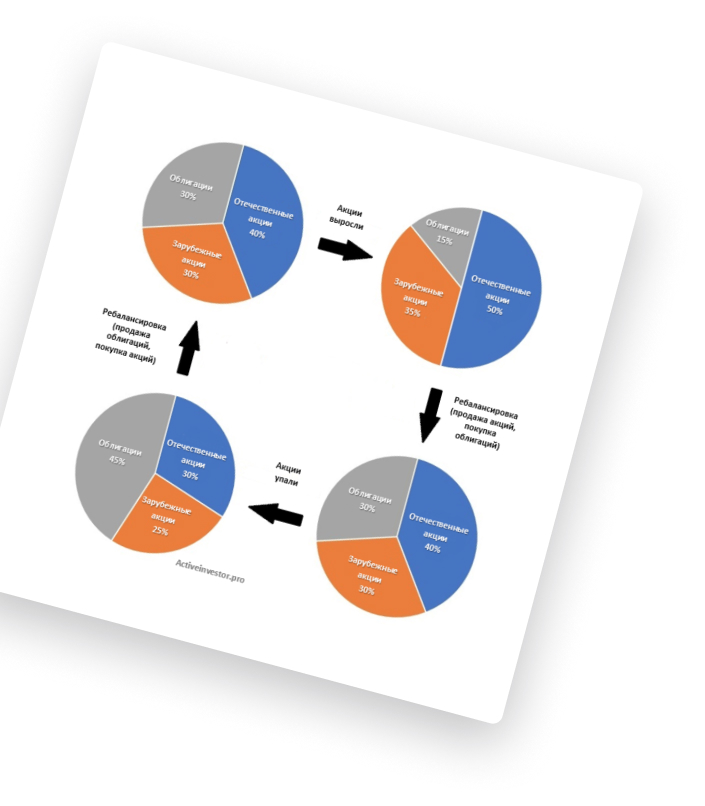 Облигации
30%
Отечественные
акции
40%
Зарубежные
акции
30%
Акции
выросли
Облигации
15%
Отечественные
акции
50%
Зарубежные
акции
35%
Ребалансировка
(продажа акций,
покупка
облигаций)
Облигации
30%
Отечественные
акции
40%
Зарубежные
акции
30%
Акции
упали
Облигации
45%
Отечественные
акции
30%
Зарубежные
акции
25%
Ребалансировка
(продажа
облигаций,
покупка акций)
Activeinvestor.pro